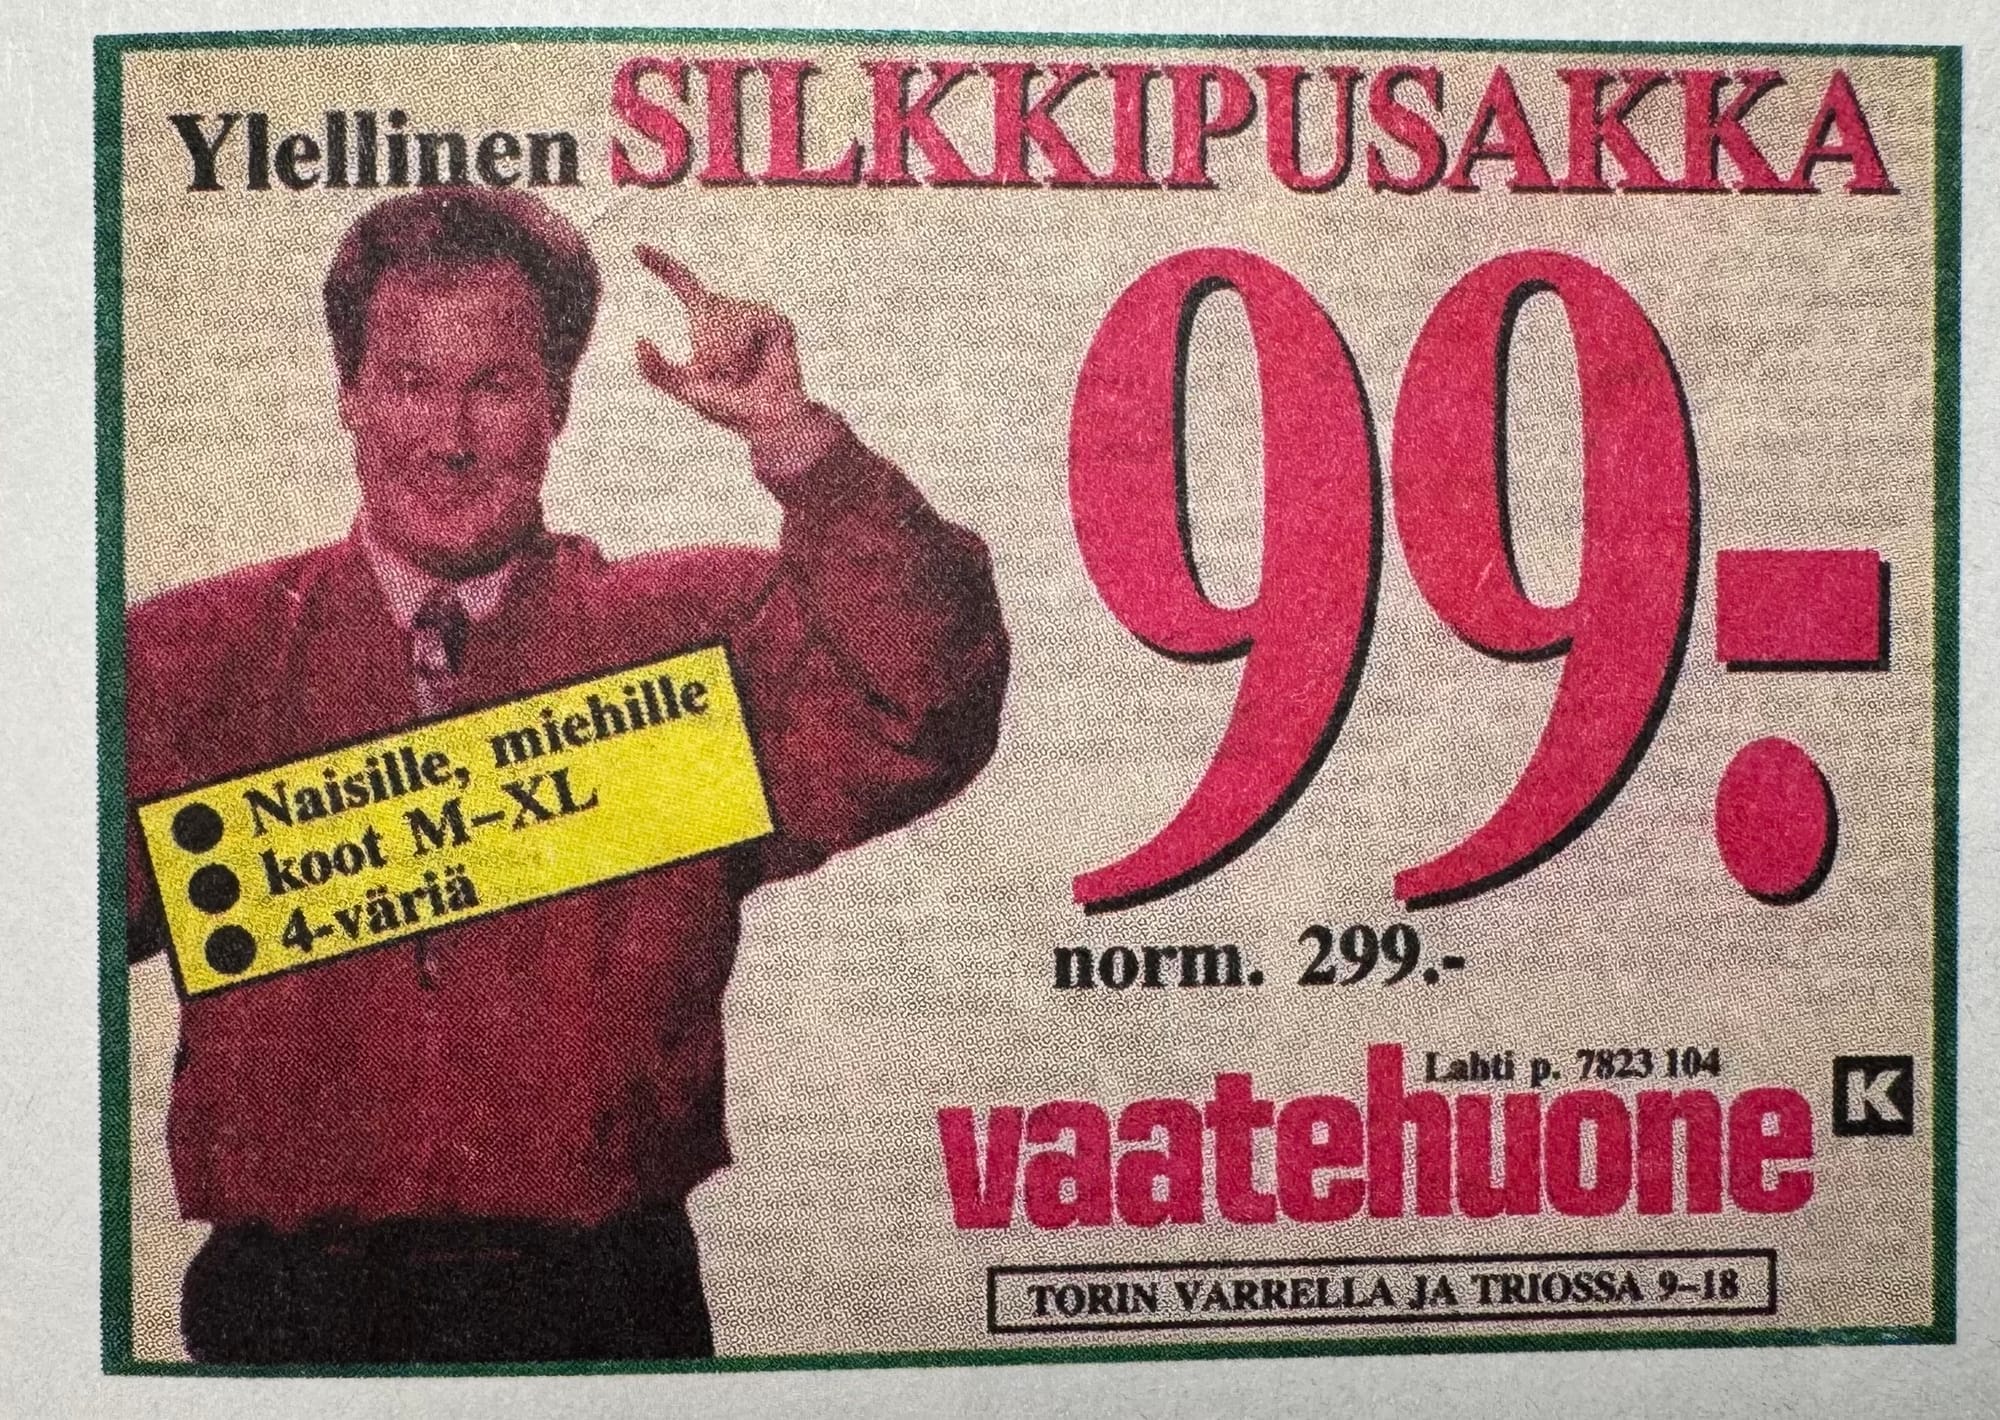 Ylellinen SILKKIPUSAKKA
99.-
norm. 299.-
● Naisille, miehille
● koot M–XL
● 4-väriä
Lahti p. 7823 104
vaatehuone K
TORIN VARRELLA JA TRIOSSA 9–18